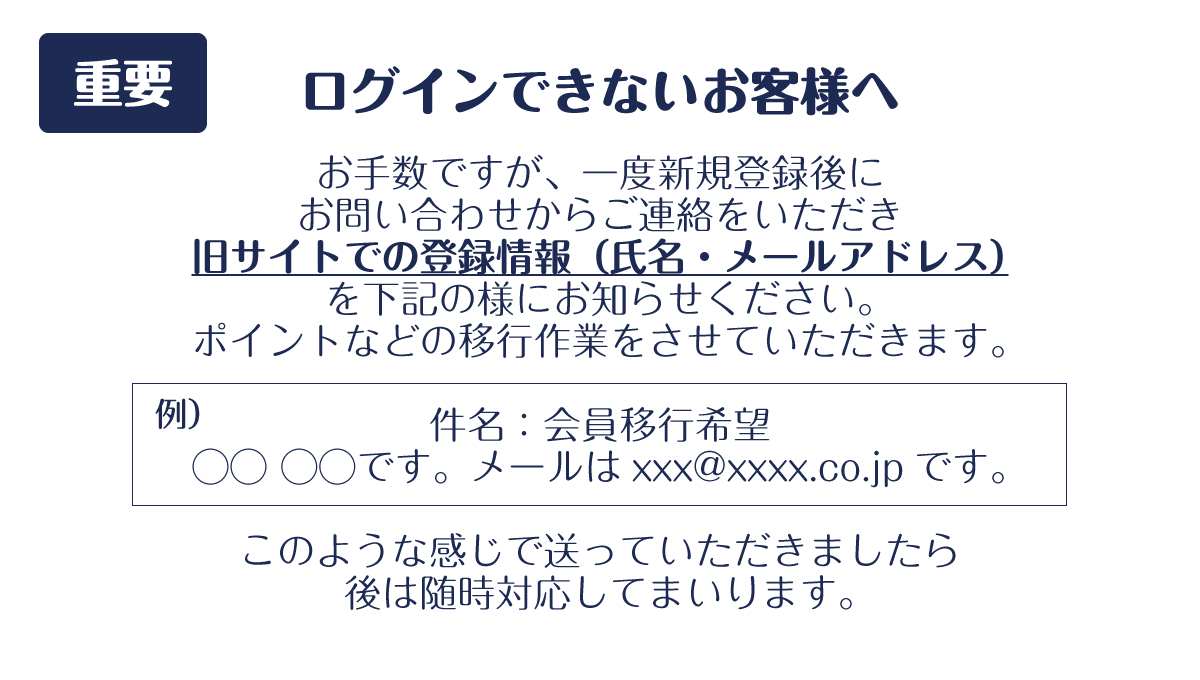 重要
ログインできないお客様へ
お手数ですが、一度新規登録後に
お問い合わせからご連絡をいただき
旧サイトでの登録情報（氏名・メールアドレス）
を下記の様にお知らせください。
ポイントなどの移行作業をさせていただきます。
例）
件名：会員移行希望
〇〇 〇〇です。メールは xxx@xxxx.co.jp です。
このような感じで送っていただきましたら
後は随時対応してまいります。